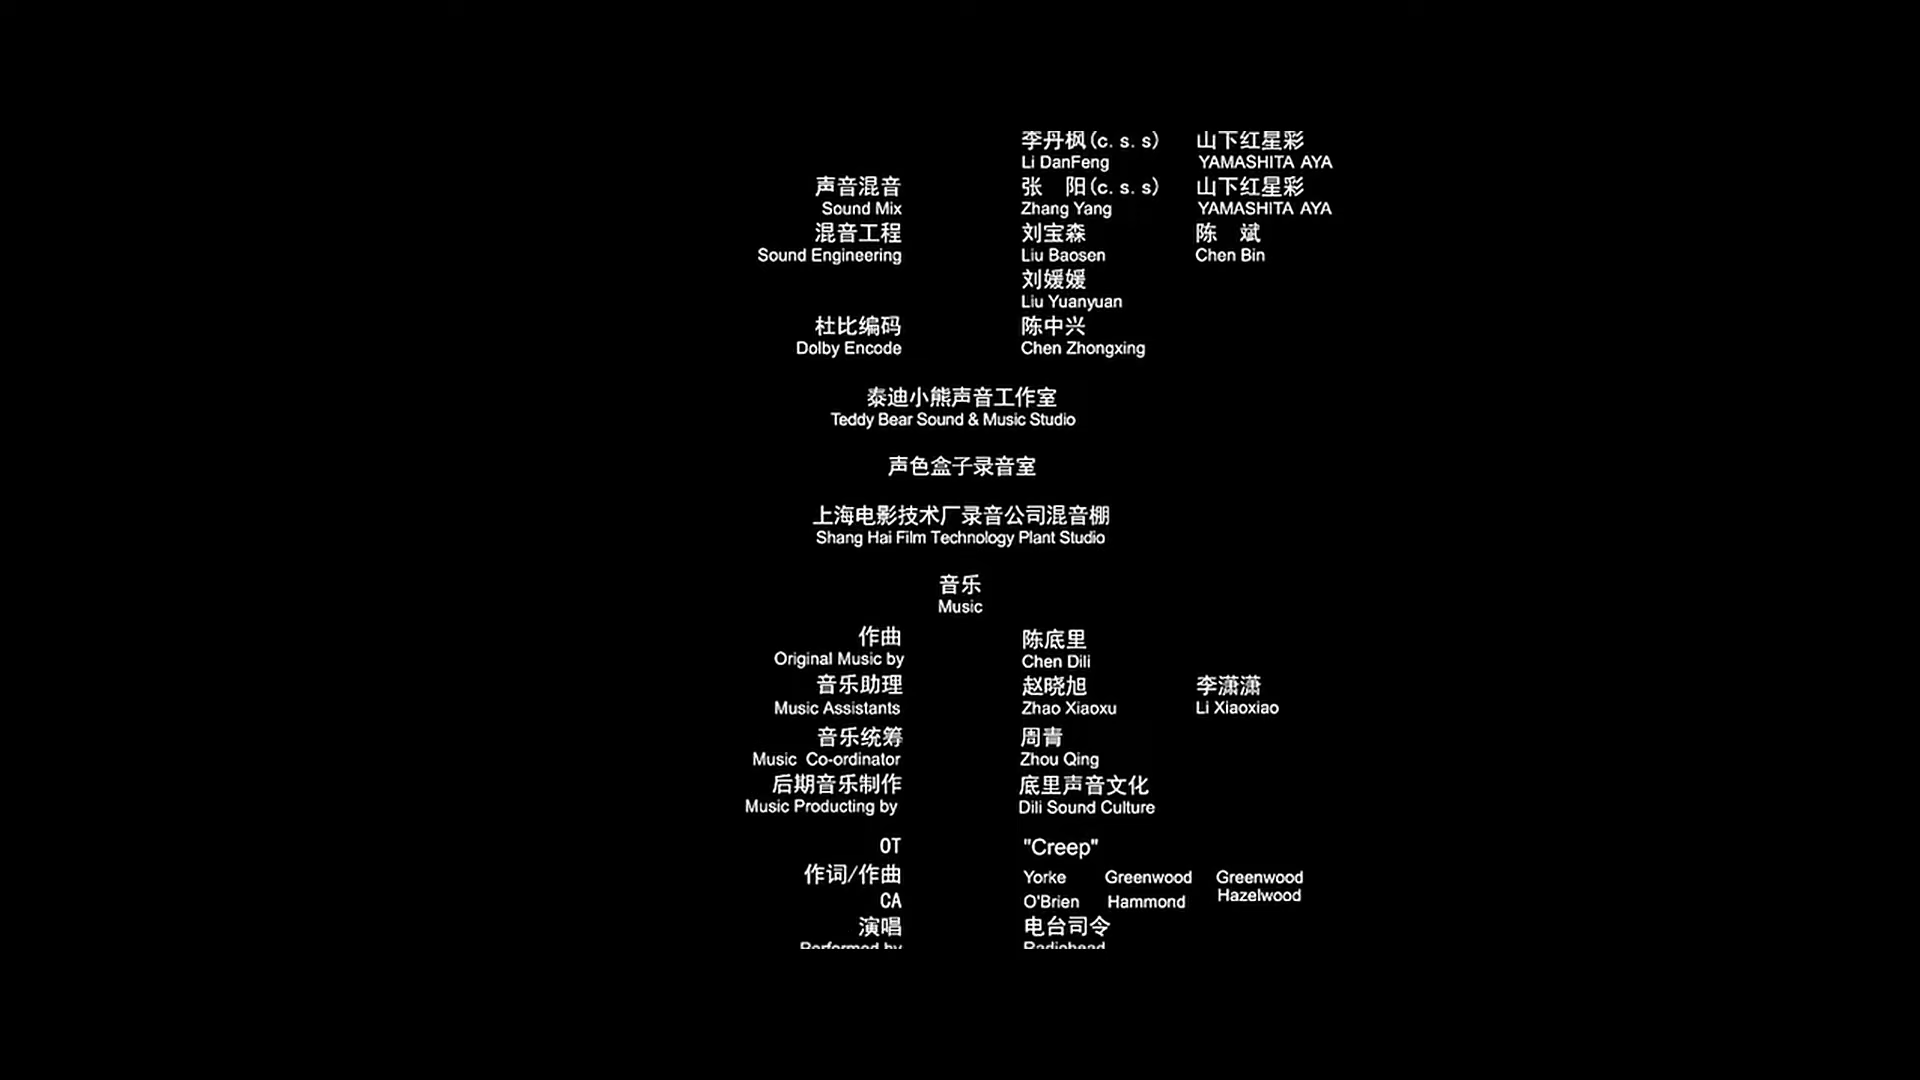 李丹枫(c. s. s) 山下红星彩
Li DanFeng YAMASHITA AYA
声音混音 张 阳(c. s. s) 山下红星彩
Sound Mix Zhang Yang YAMASHITA AYA
混音工程 刘宝森 陈 斌
Sound Engineering Liu Baosen Chen Bin
刘媛媛
Liu Yuanyuan
杜比编码 陈中兴
Dolby Encode Chen Zhongxing
泰迪小熊声音工作室
Teddy Bear Sound & Music Studio
声色盒子录音室
上海电影技术厂录音公司混音棚
Shang Hai Film Technology Plant Studio
音乐
Music
作曲 陈底里
Original Music by Chen Dili
音乐助理 赵晓旭 李潇潇
Music Assistants Zhao Xiaoxu Li Xiaoxiao
音乐统筹 周青
Music Co-ordinator Zhou Qing
后期音乐制作 底里声音文化
Music Producting by Dili Sound Culture
OT "Creep"
作词/作曲 Yorke Greenwood Greenwood
CA O'Brien Hammond Hazelwood
演唱 电台司令
Performed by Radiohead